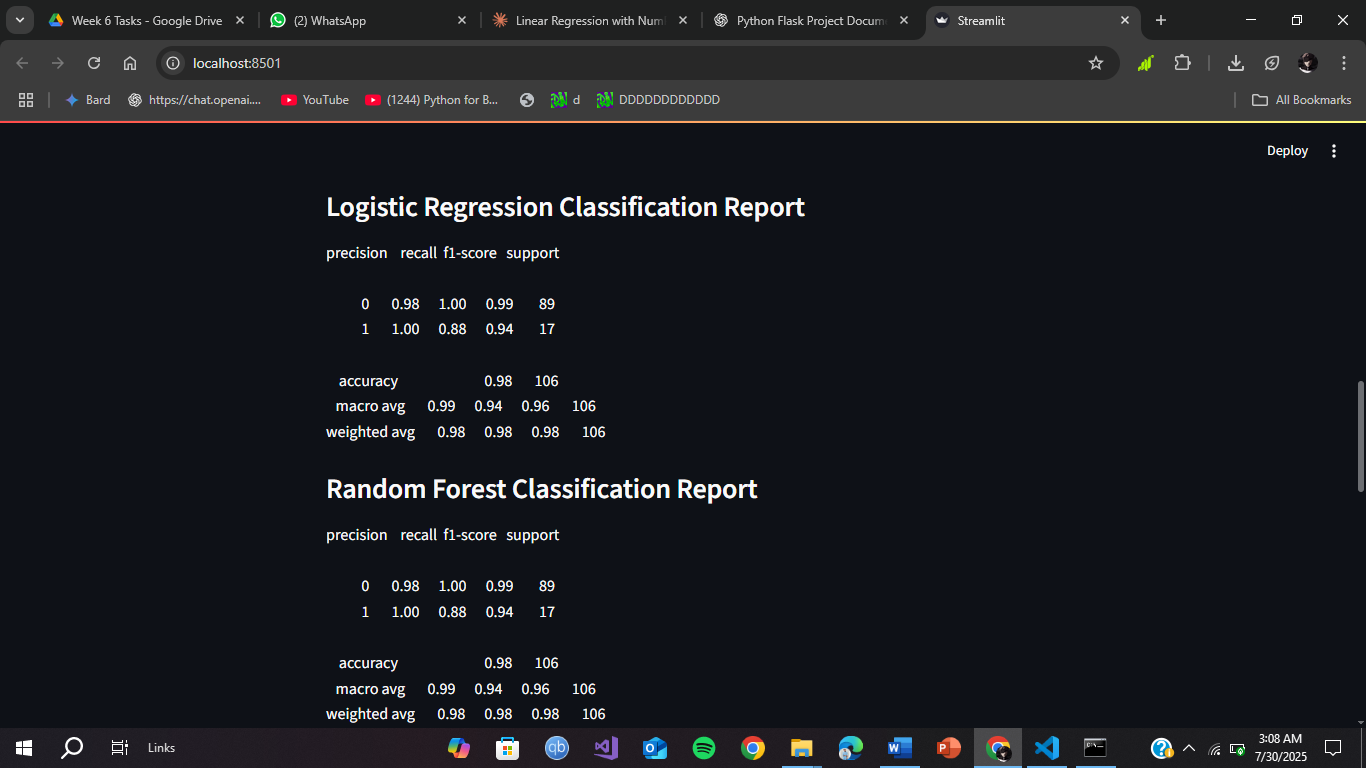 Week 6 Tasks - Google Drive
(2) WhatsApp
Linear Regression with Num
Python Flask Project Docume
Streamlit
localhost:8501
Bard
https://chat.openai....
YouTube
(1244) Python for B...
d
DDDDDDDDDDDD
All Bookmarks
Deploy
Logistic Regression Classification Report
precision recall f1-score support
0 0.98 1.00 0.99 89
1 1.00 0.88 0.94 17
accuracy 0.98 106
macro avg 0.99 0.94 0.96 106
weighted avg 0.98 0.98 0.98 106
Random Forest Classification Report
precision recall f1-score support
0 0.98 1.00 0.99 89
1 1.00 0.88 0.94 17
accuracy 0.98 106
macro avg 0.99 0.94 0.96 106
weighted avg 0.98 0.98 0.98 106
Links
qb
3:08 AM
7/30/2025